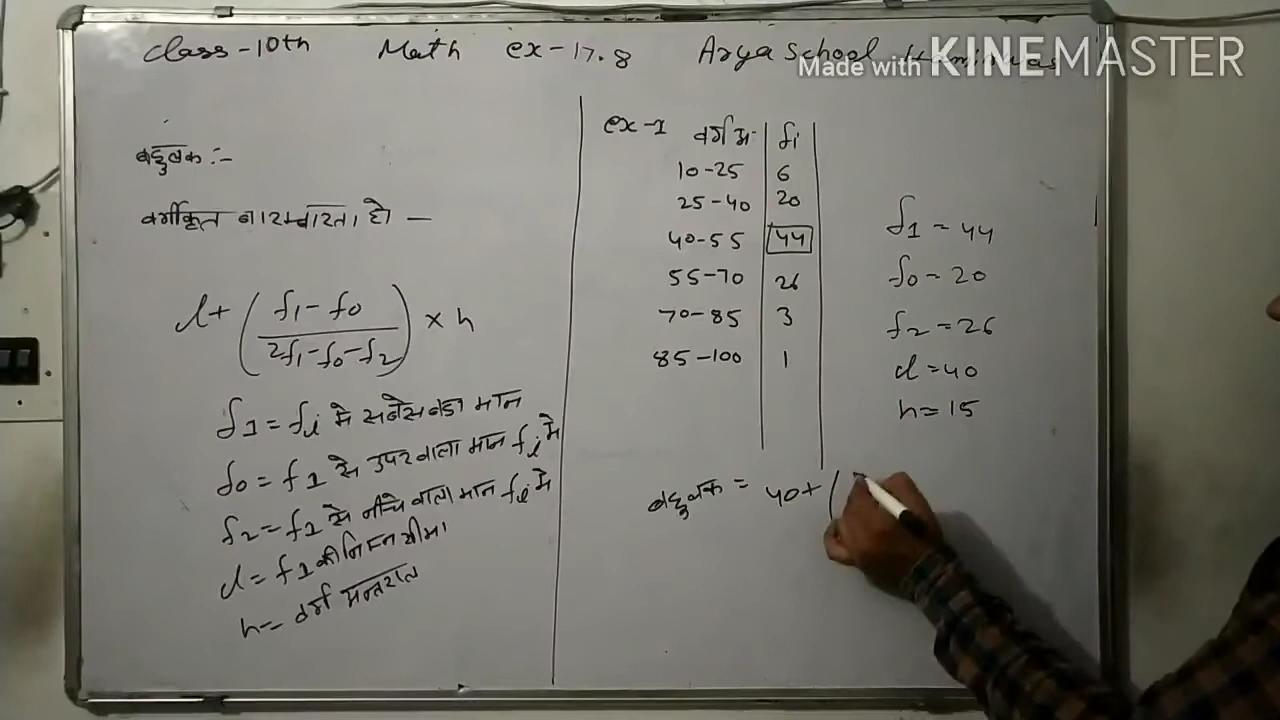 Class-10th Math ex-17.8 Arya School
Made with KINEMASTER
बहुलक :-
वर्गीकृत बारम्बारता हो —
l+ (f1-f0 / 2f1-f0-f2) × h
f1 = fi मे सबसे बडा मान
f0 = f1 से उपर वाला मान fi मे
f2 = f1 से नीचे वाला मान fi मे
l = f1 की निम्न सीमा
h = वर्ग अन्तराल
ex-1 वर्ग अ. fi
10-25 6
25-40 20
40-55 44
55-70 26
70-85 3
85-100 1
f1 = 44
f0 = 20
f2 = 26
l = 40
h = 15
बहुलक = 40+ (